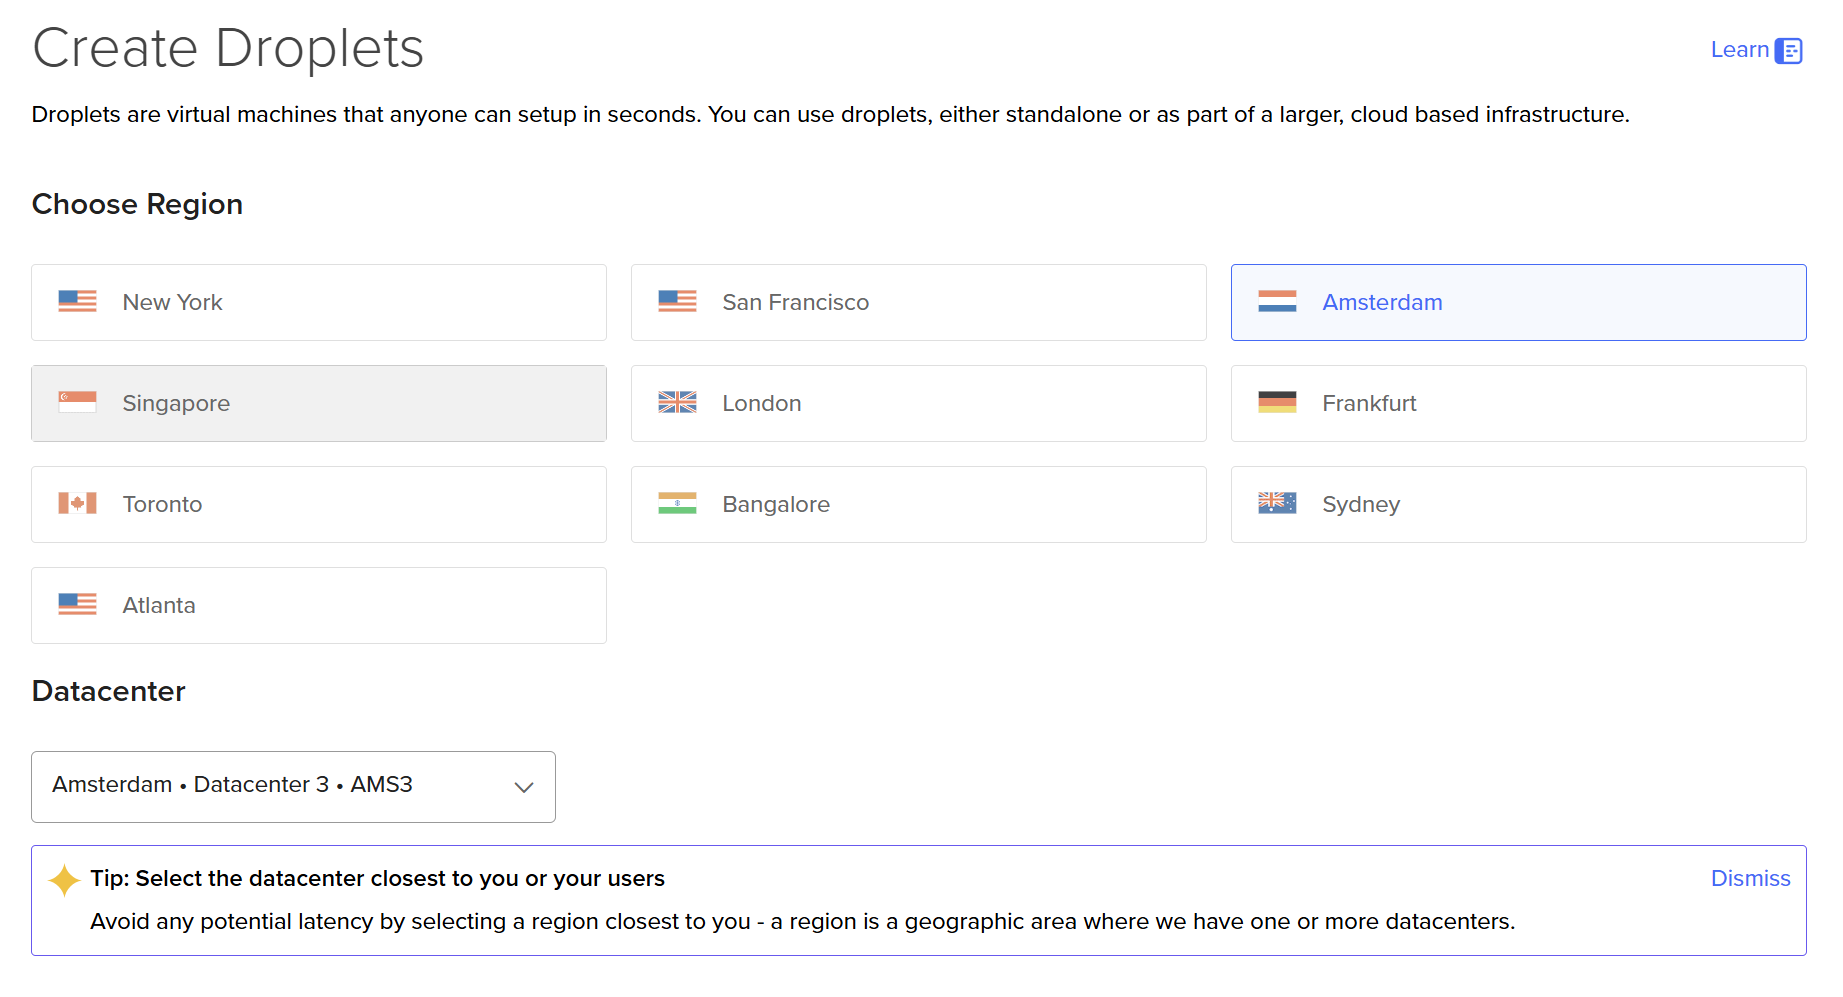 Create Droplets
Learn
Droplets are virtual machines that anyone can setup in seconds. You can use droplets, either standalone or as part of a larger, cloud based infrastructure.
Choose Region
New York
San Francisco
Amsterdam
Singapore
London
Frankfurt
Toronto
Bangalore
Sydney
Atlanta
Datacenter
Amsterdam • Datacenter 3 • AMS3
Tip: Select the datacenter closest to you or your users
Dismiss
Avoid any potential latency by selecting a region closest to you - a region is a geographic area where we have one or more datacenters.